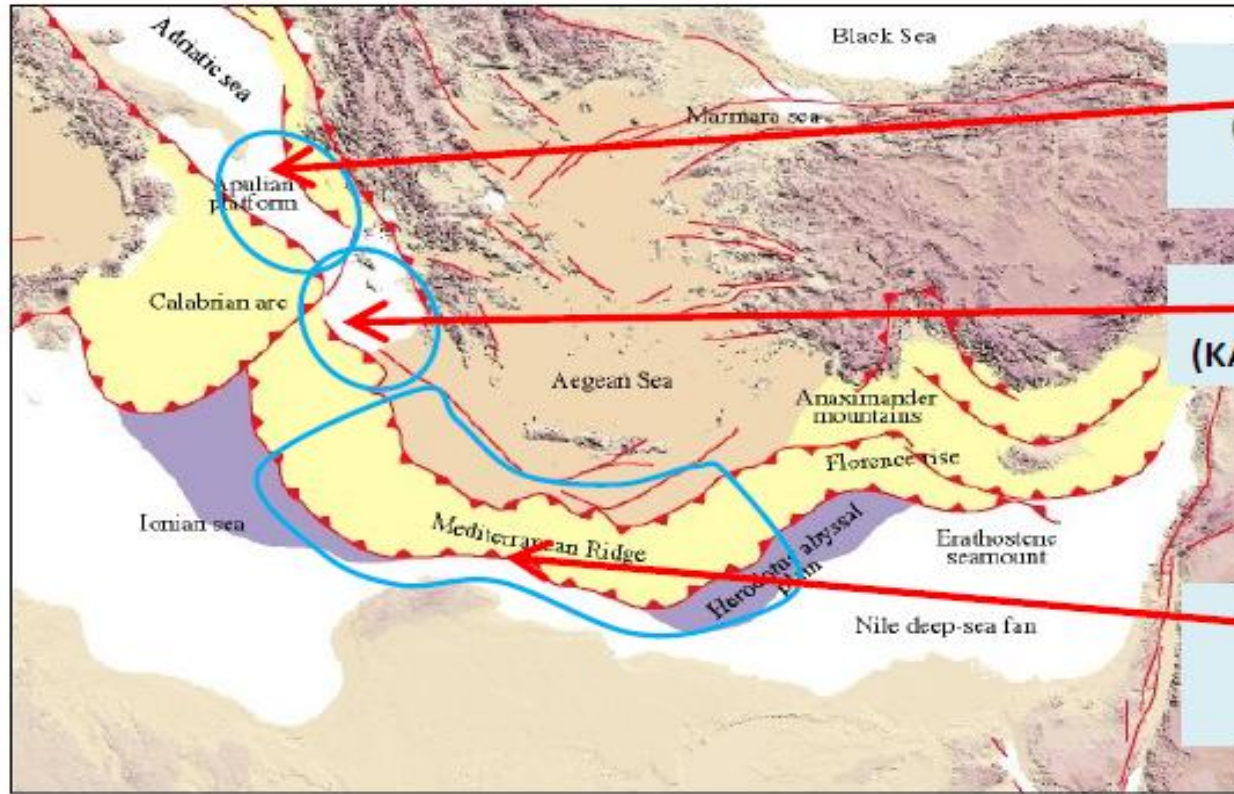 Black Sea
Adriatic sea
Marmara sea
Apulian
platform
Calabrian arc
(KA
Aegean Sea
Anaximander
mountains
Florence rise
Ionian sea
Mediterranean Ridge
Herodotus abyssal
plain
Erathostene
seamount
Nile deep-sea fan